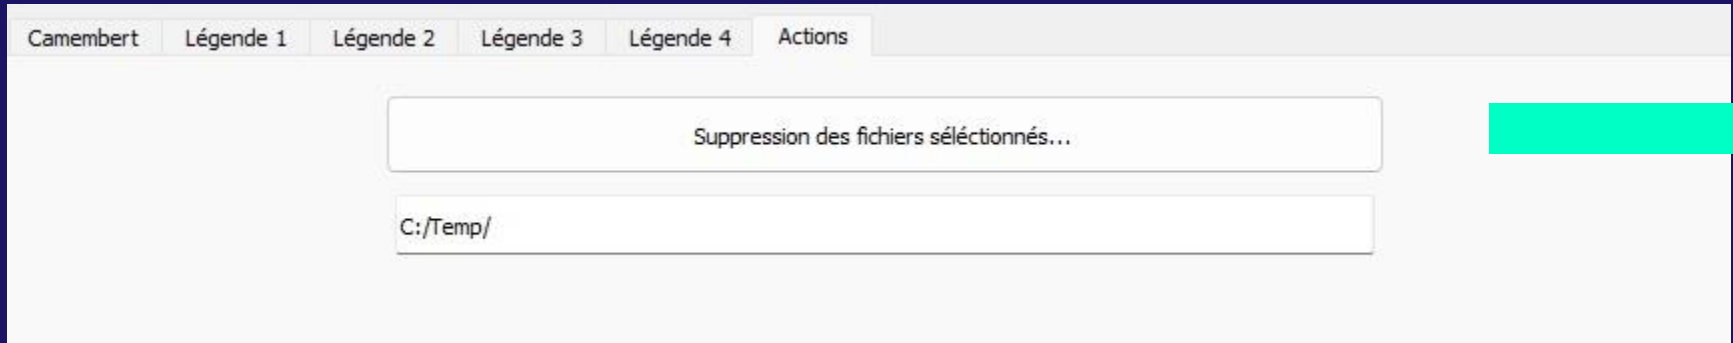 Camembert Légende 1 Légende 2 Légende 3 Légende 4 Actions
Suppression des fichiers séléctionnés...
C:/Temp/